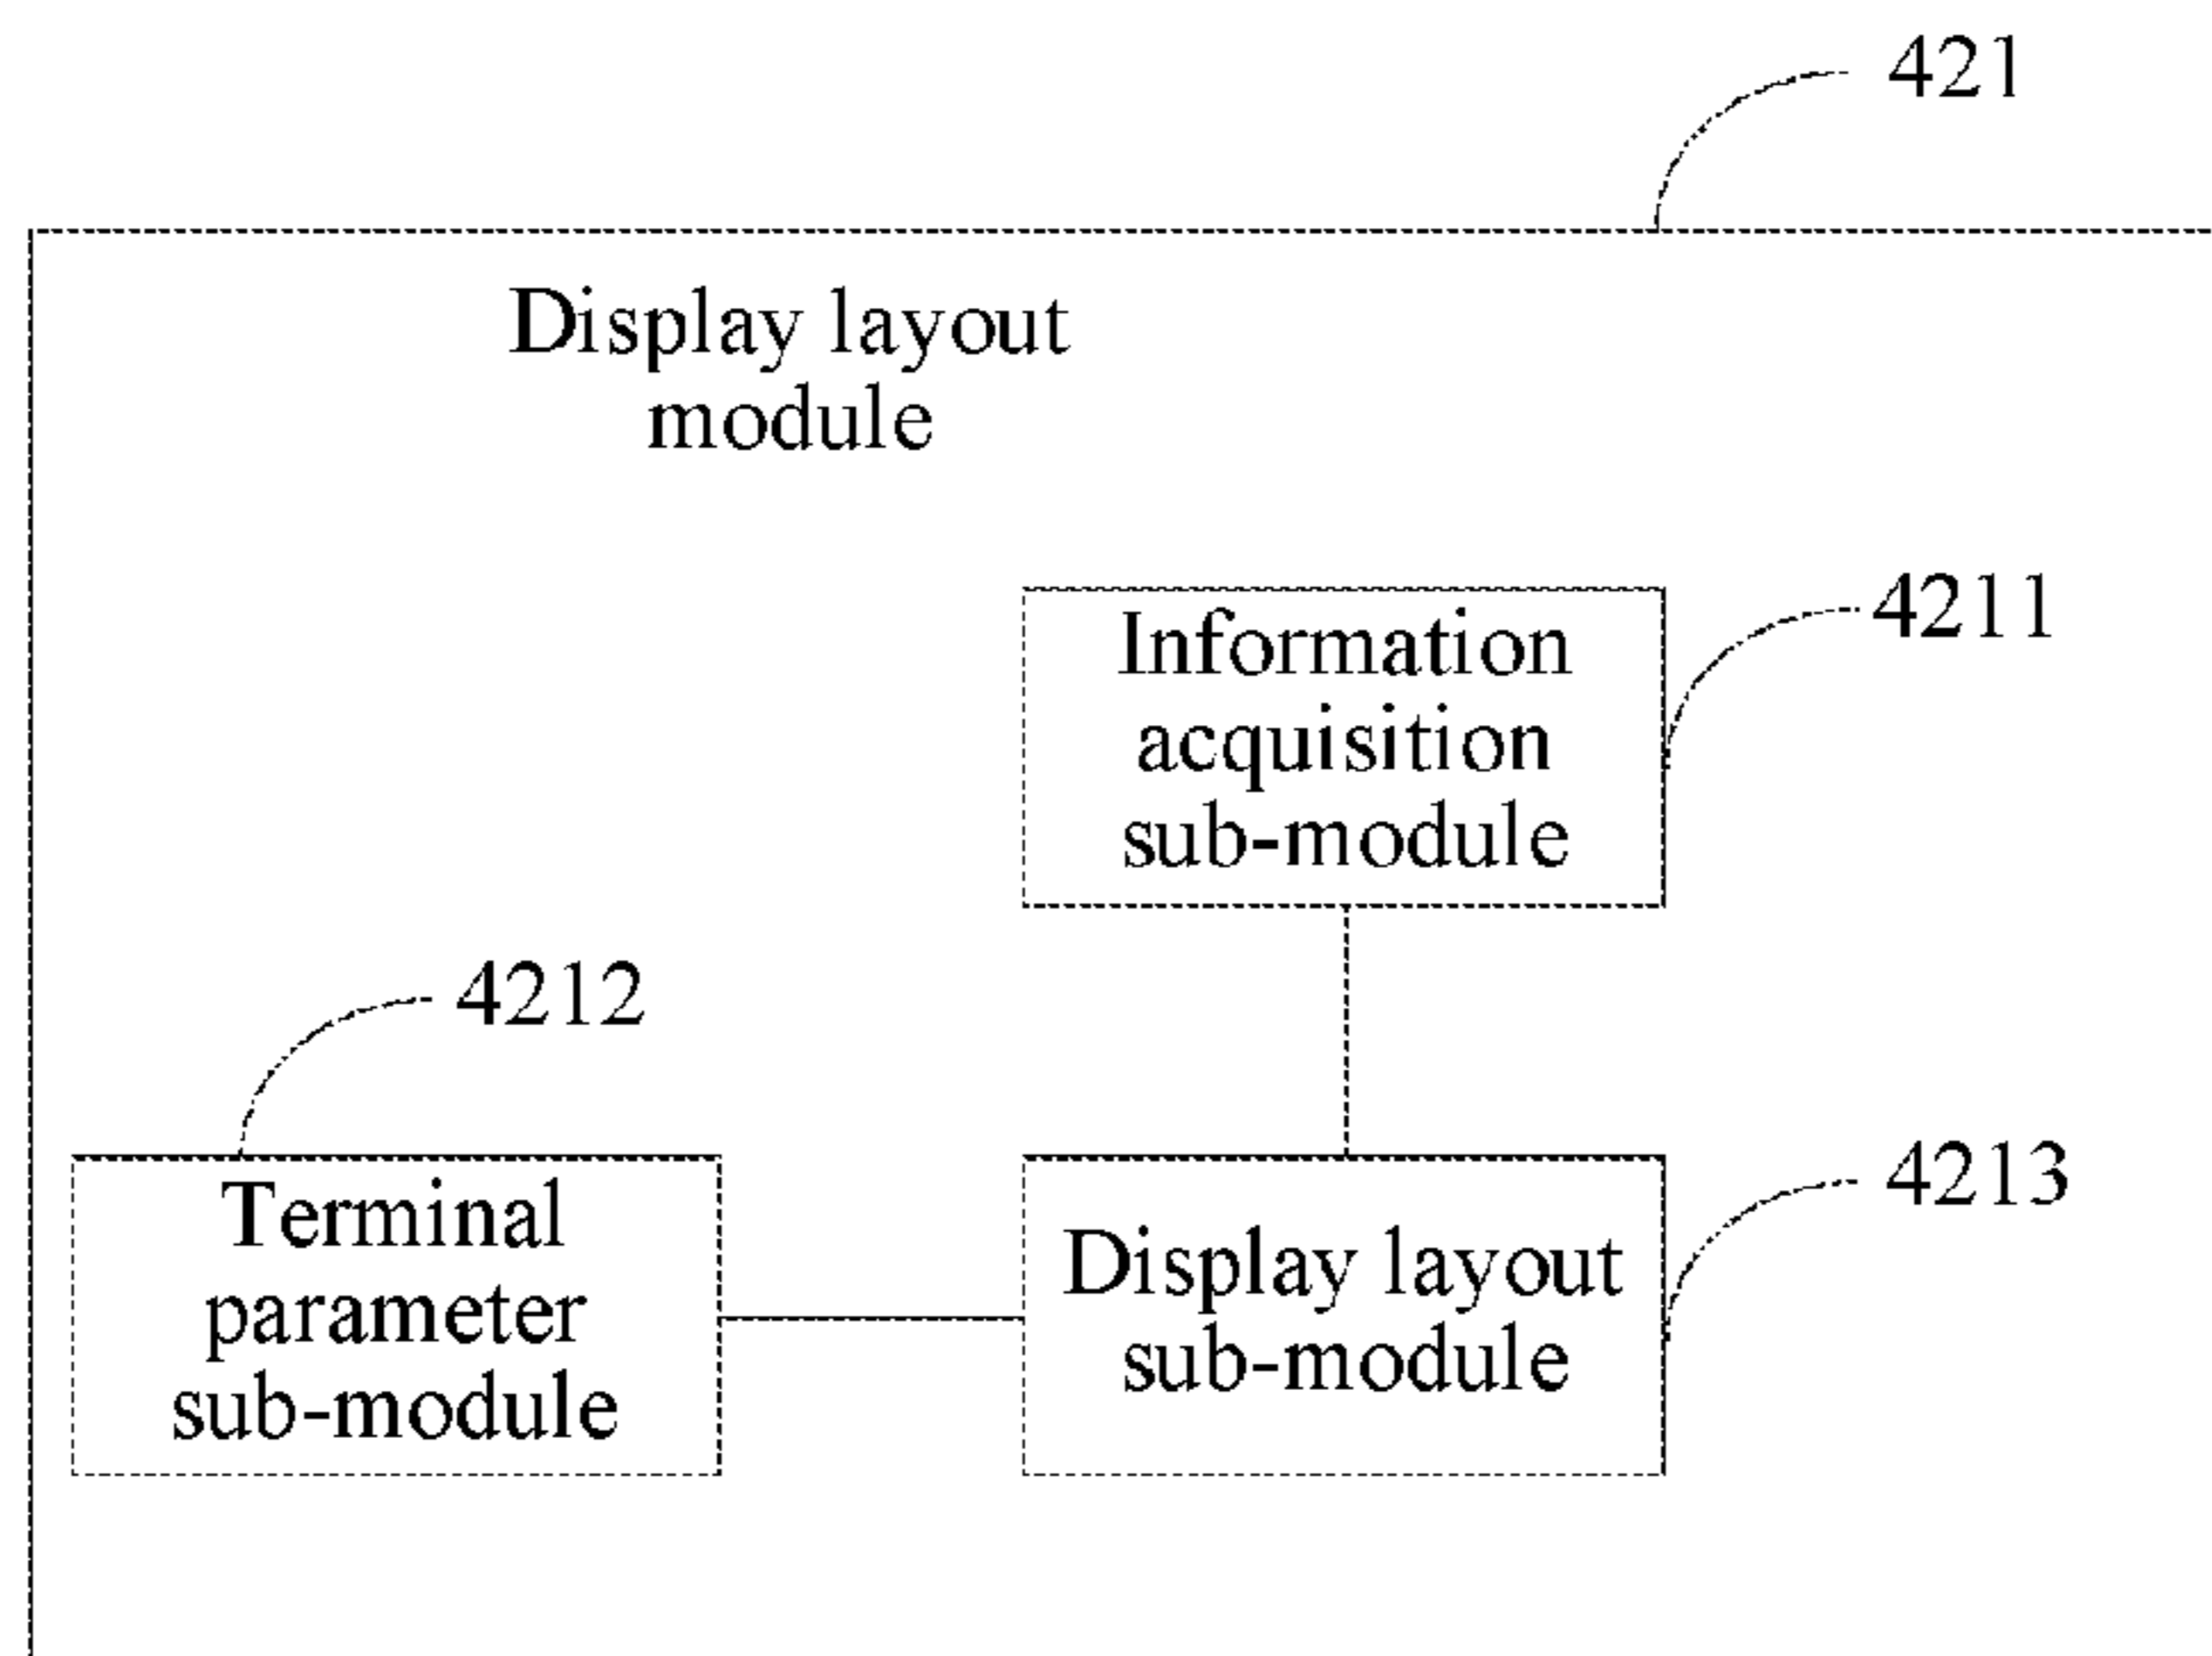 421
Display layout
module
4211
Information
acquisition
sub-module
4212
Terminal
parameter
sub-module
4213
Display layout
sub-module